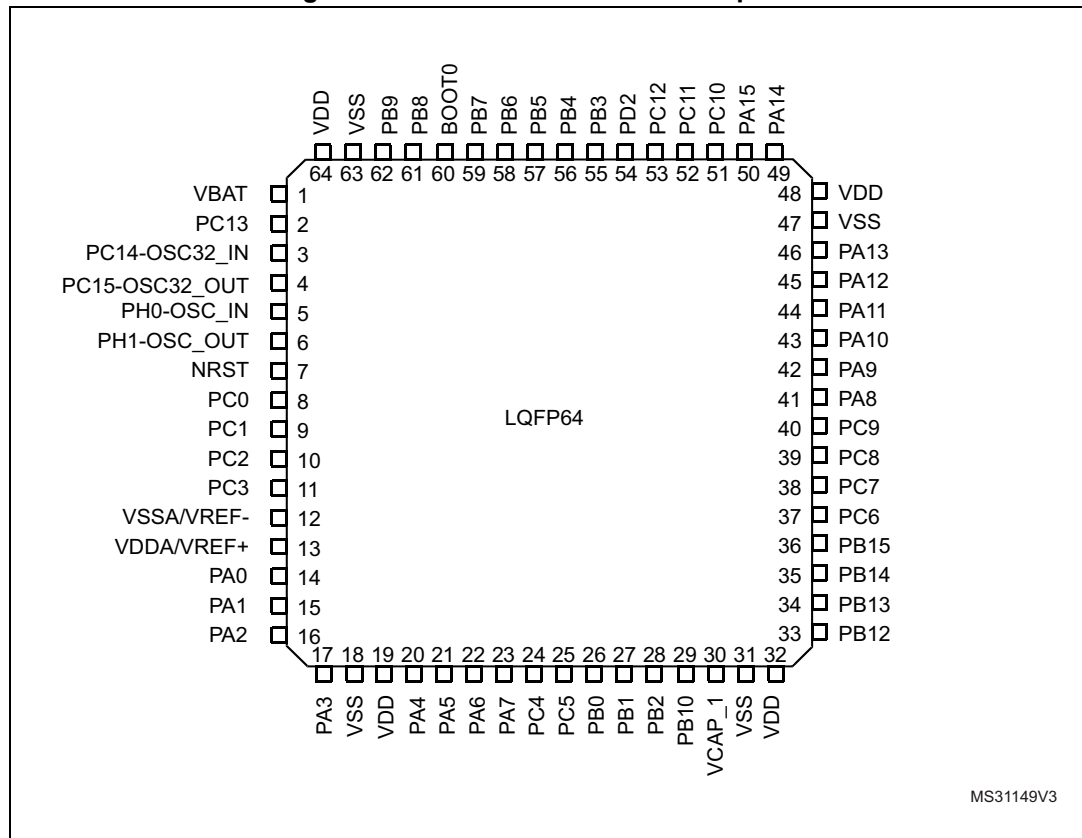 VDD
VSS
PB9
PB8
BOOT0
PB7
PB6
PB5
PB4
PB3
PD2
PC12
PC11
PC10
PA15
PA14
64 63 62 61 60 59 58 57 56 55 54 53 52 51 50 49
VBAT 1
PC13 2
PC14-OSC32_IN 3
PC15-OSC32_OUT 4
PH0-OSC_IN 5
PH1-OSC_OUT 6
NRST 7
PC0 8
PC1 9
PC2 10
PC3 11
VSSA/VREF- 12
VDDA/VREF+ 13
PA0 14
PA1 15
PA2 16
LQFP64
48 VDD
47 VSS
46 PA13
45 PA12
44 PA11
43 PA10
42 PA9
41 PA8
40 PC9
39 PC8
38 PC7
37 PC6
36 PB15
35 PB14
34 PB13
33 PB12
17 18 19 20 21 22 23 24 25 26 27 28 29 30 31 32
PA3
VSS
VDD
PA4
PA5
PA6
PA7
PC4
PC5
PB0
PB1
PB2
PB10
VCAP_1
VSS
VDD
MS31149V3